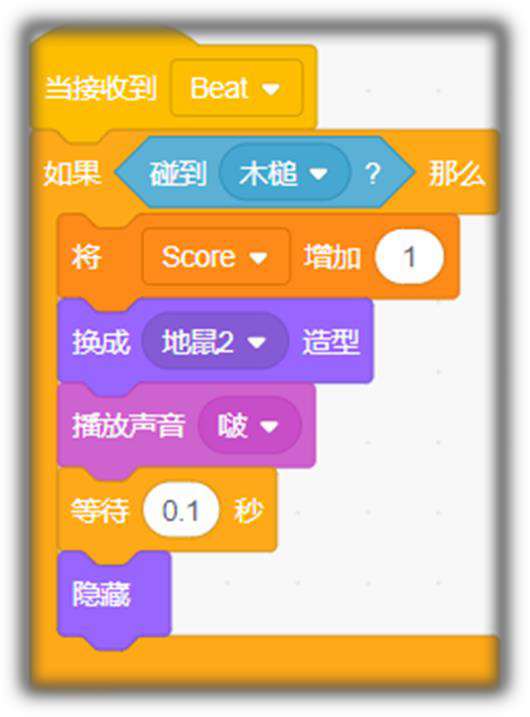 当接收到 Beat
如果 碰到 木槌 ? 那么
将 Score 增加 1
换成 地鼠2 造型
播放声音 啵
等待 0.1 秒
隐藏